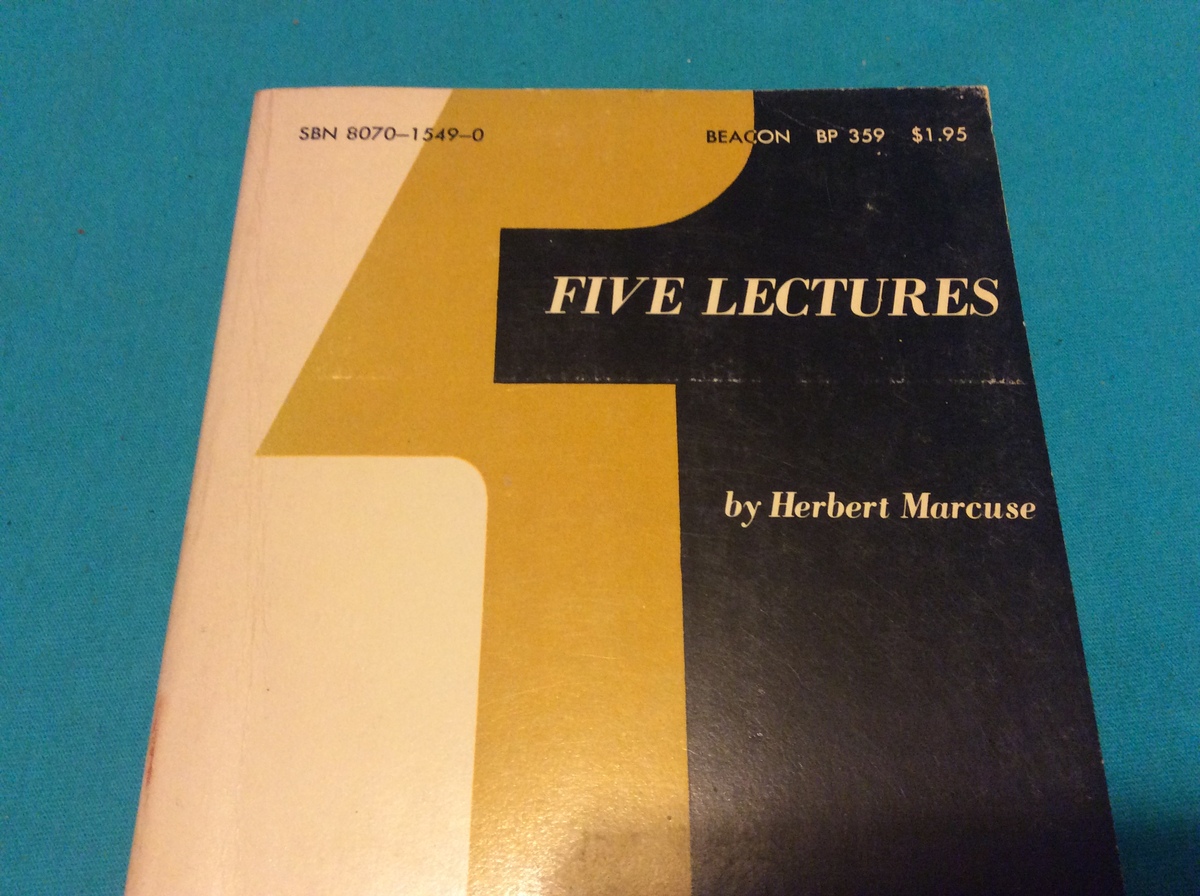 SBN 8070-1549-0 BEACON BP 359 $1.95
FIVE LECTURES
by Herbert Marcuse